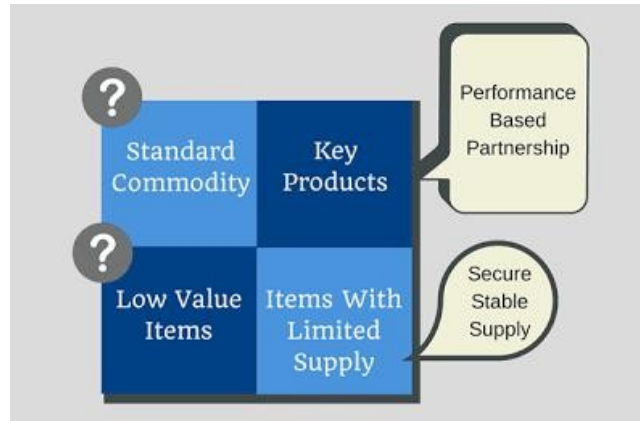 ?
Standard
Commodity
Key
Products
Performance
Based
Partnership
?
Low Value
Items
Items With
Limited
Supply
Secure
Stable
Supply